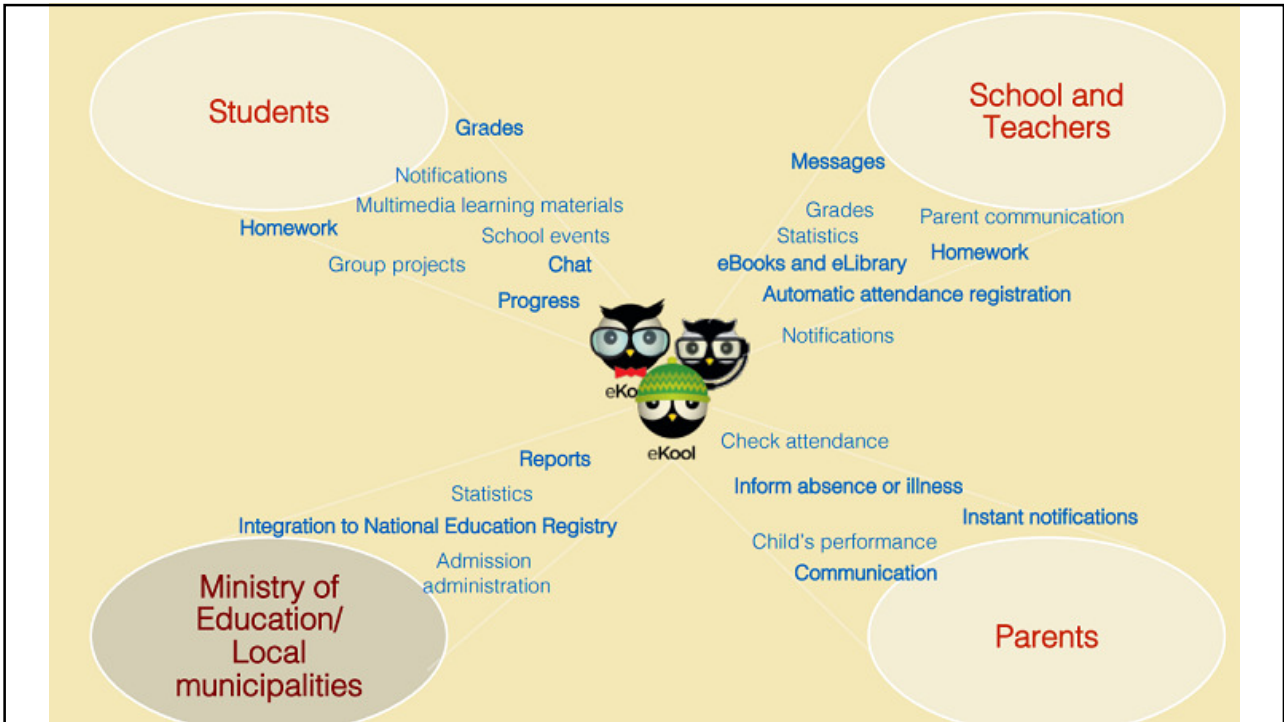 Students
Grades
Notifications
Multimedia learning materials
Homework
School events
Group projects
Chat
Progress
School and
Teachers
Messages
Grades
Parent communication
Statistics
Homework
eBooks and eLibrary
Automatic attendance registration
Notifications
eKoo
eKool
Reports
Statistics
Integration to National Education Registry
Admission
administration
Ministry of
Education/
Local
municipalities
Check attendance
Inform absence or illness
Instant notifications
Child's performance
Communication
Parents